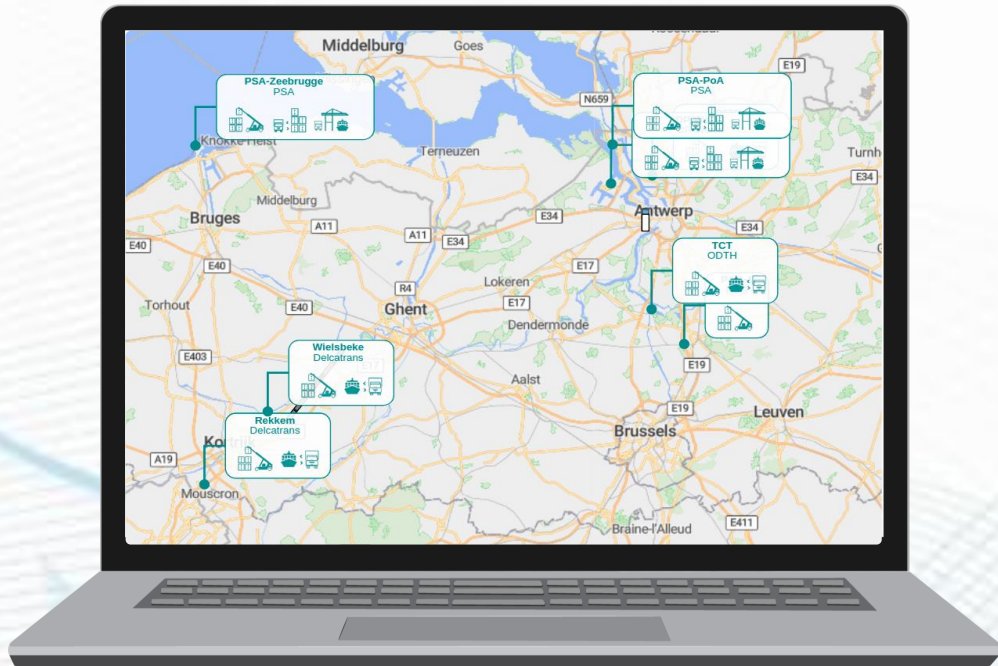 Middelburg
Goes
E19
PSA-Zeebrugge
PSA
PSA-PoA
PSA
N659
Knokke-Heist
Terneuzen
Turnh
E34
Middelburg
Bruges
A11
A11
E34
E34
Antwerp
E34
E40
E40
TCT
ODTH
E17
Lokeren
R4
E17
Torhout
E40
Ghent
Dendermonde
E403
Wielsbeke
Delcatrans
E19
Aalst
E19
Leuven
Rekkem
Delcatrans
Brussels
A19
Mouscron
E411
Braine-l'Alleud